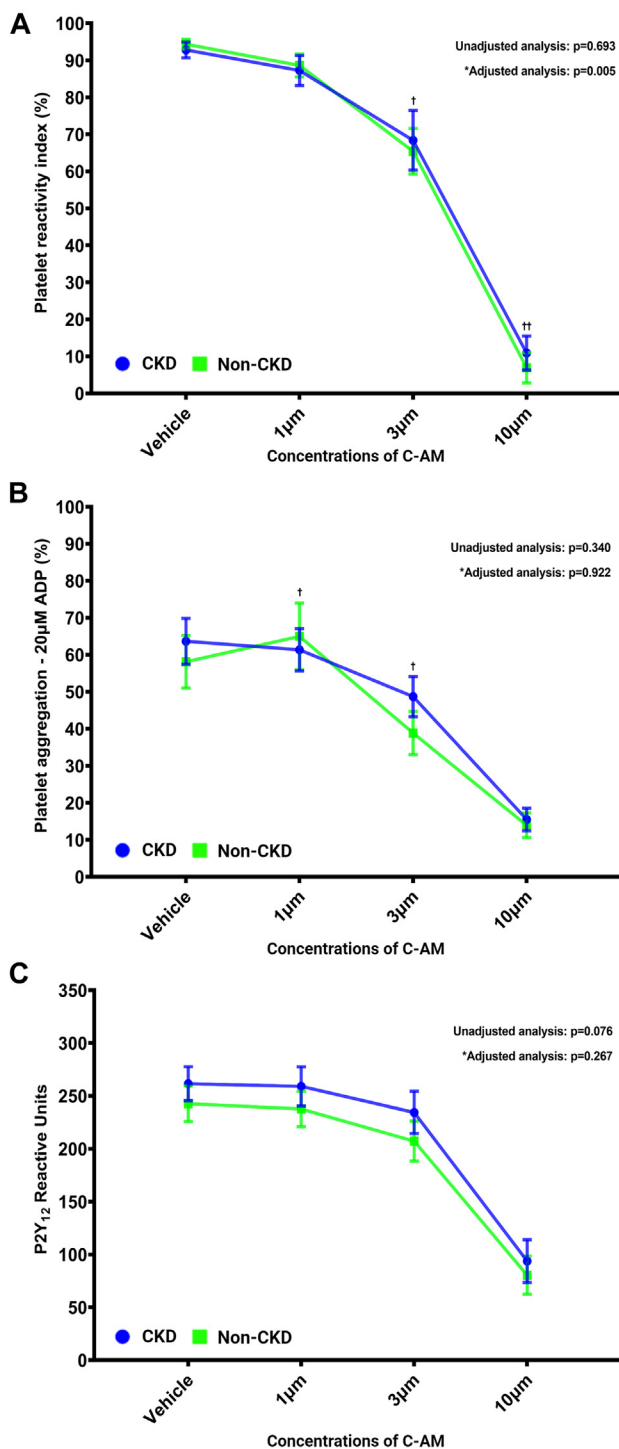 A
Platelet reactivity index (%)
100
90
80
70
60
50
40
30
20
10
0
Unadjusted analysis: p=0.693
*Adjusted analysis: p=0.005
†
††
CKD Non-CKD
Vehicle 1µm 3µm 10µm
Concentrations of C-AM
B
Platelet aggregation - 20µM ADP (%)
100
90
80
70
60
50
40
30
20
10
0
Unadjusted analysis: p=0.340
*Adjusted analysis: p=0.922
†
†
CKD Non-CKD
Vehicle 1µm 3µm 10µm
Concentrations of C-AM
C
P2Y₁₂ Reactive Units
350
300
250
200
150
100
50
0
Unadjusted analysis: p=0.076
*Adjusted analysis: p=0.267
CKD Non-CKD
Vehicle 1µm 3µm 10µm
Concentrations of C-AM